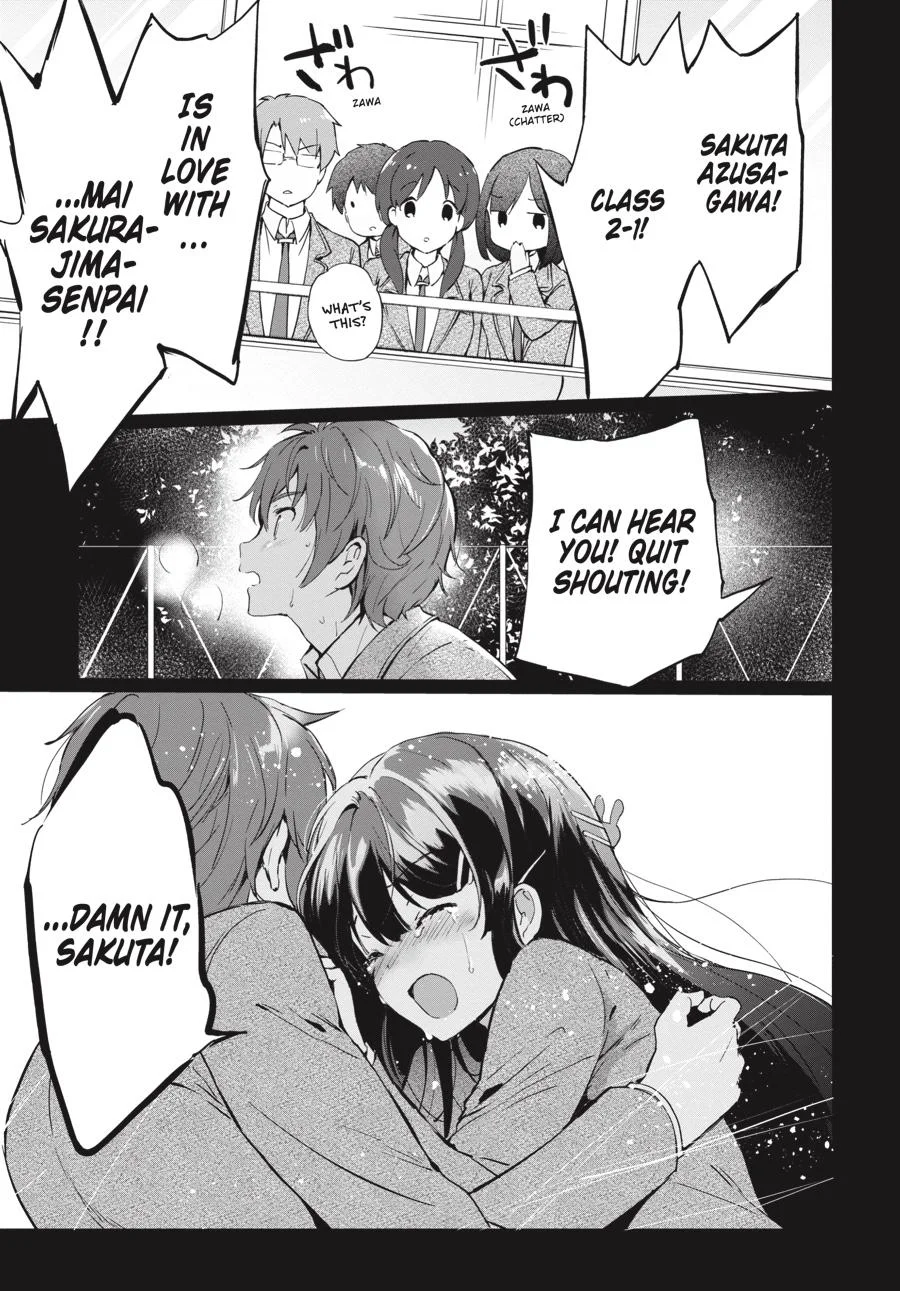 SAKUTA
AZUSA-
GAWA!
CLASS
2-1!
ざわ
ZAWA
(CHATTER)
ざわ
ZAWA
WHAT'S
THIS?
IS
IN
LOVE
WITH
...
...MAI
SAKURA-
JIMA-
SENPAI
!!
I CAN HEAR
YOU! QUIT
SHOUTING!
...DAMN IT,
SAKUTA!